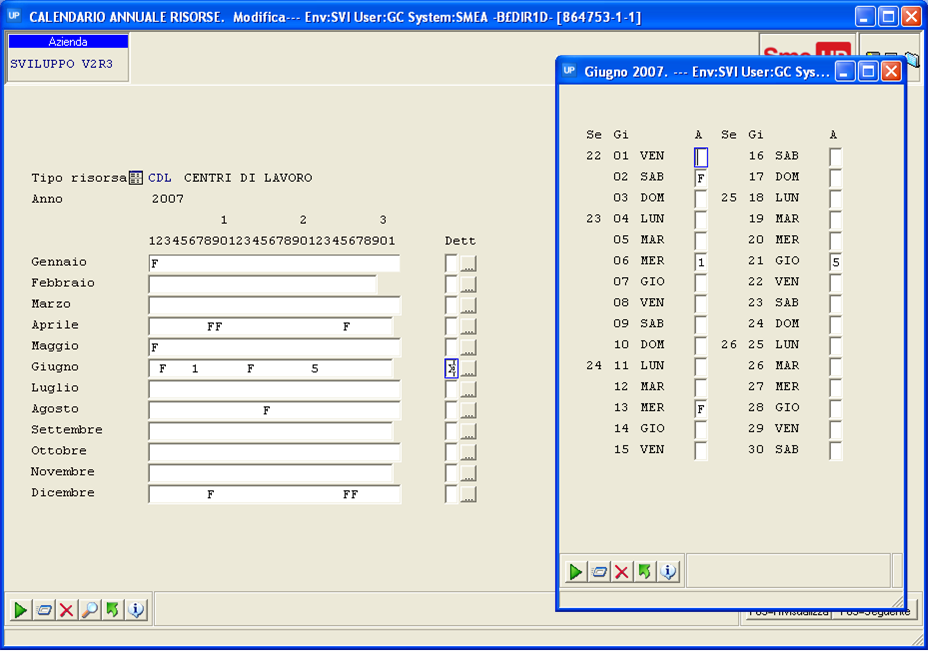 CALENDARIO ANNUALE RISORSE. Modifica--- Env:SVI User:GC System:SMEA -B£DIR1D- [864753-1-1]
Azienda
SVILUPPO V2R3
Tipo risorsa CDL CENTRI DI LAVORO
Anno 2007
1 2 3
1234567890123456789012345678901 Dett
Gennaio F ...
Febbraio ...
Marzo ...
Aprile FF F ...
Maggio F ...
Giugno F 1 F 5 ...
Luglio ...
Agosto F ...
Settembre ...
Ottobre ...
Novembre ...
Dicembre F FF ...
UP Giugno 2007. --- Env:SVI User:GC Sys...
Se Gi A Se Gi A
22 01 VEN 16 SAB
02 SAB F 17 DOM
03 DOM 25 18 LUN
23 04 LUN 19 MAR
05 MAR 20 MER
06 MER 1 21 GIO 5
07 GIO 22 VEN
08 VEN 23 SAB
09 SAB 24 DOM
10 DOM 26 25 LUN
24 11 LUN 26 MAR
12 MAR 27 MER
13 MER F 28 GIO
14 GIO 29 VEN
15 VEN 30 SAB